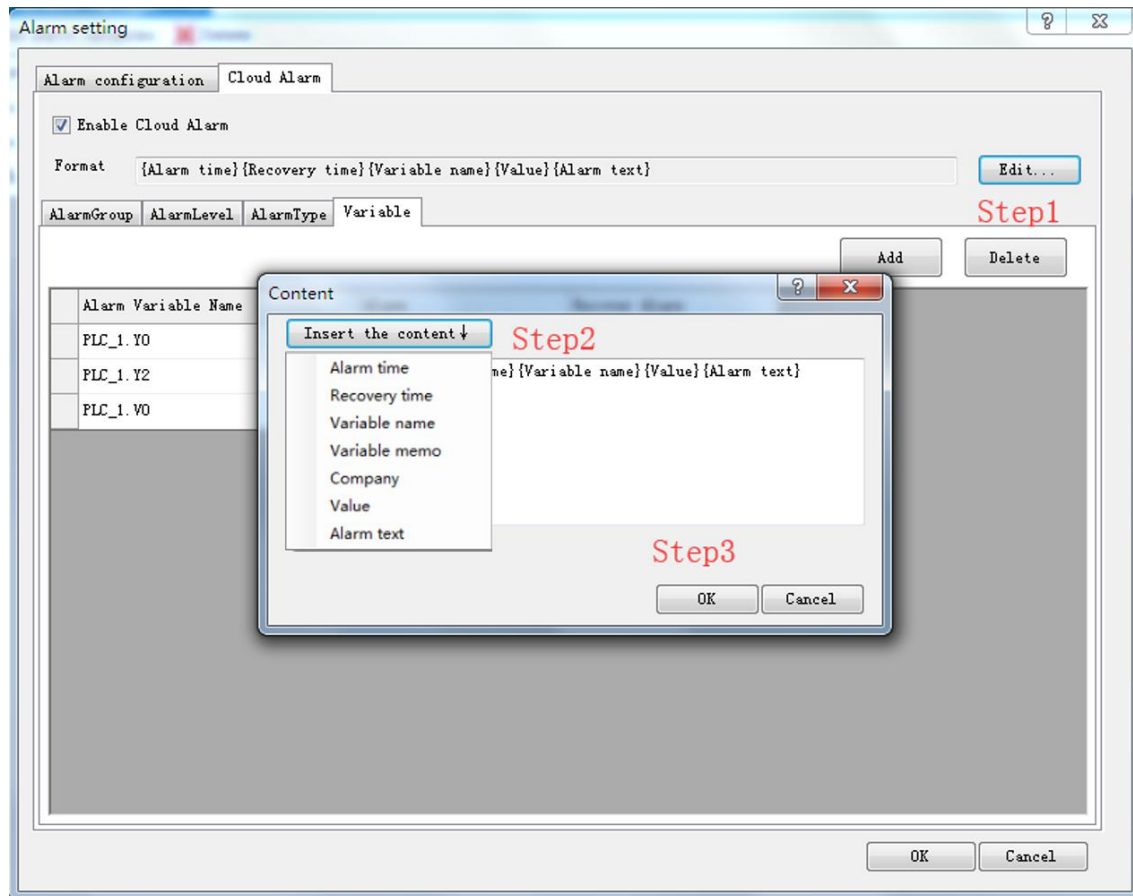 Alarm setting
Alarm configuration Cloud Alarm
Enable Cloud Alarm
Format {Alarm time}{Recovery time}{Variable name}{Value}{Alarm text} Edit...
Step1
AlarmGroup AlarmLevel AlarmType Variable
Add Delete
Alarm Variable Name
PLC_1.Y0
PLC_1.Y2
PLC_1.V0
Content
Insert the content↓ Step2
me}{Variable name}{Value}{Alarm text}
Alarm time
Recovery time
Variable name
Variable memo
Company
Value
Alarm text
Step3
OK Cancel
OK Cancel